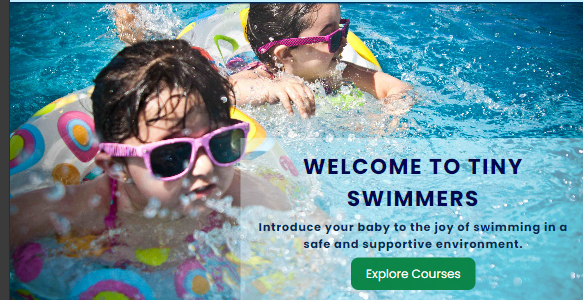 WELCOME TO TINY
SWIMMERS
Introduce your baby to the joy of swimming in a
safe and supportive environment.
Explore Courses